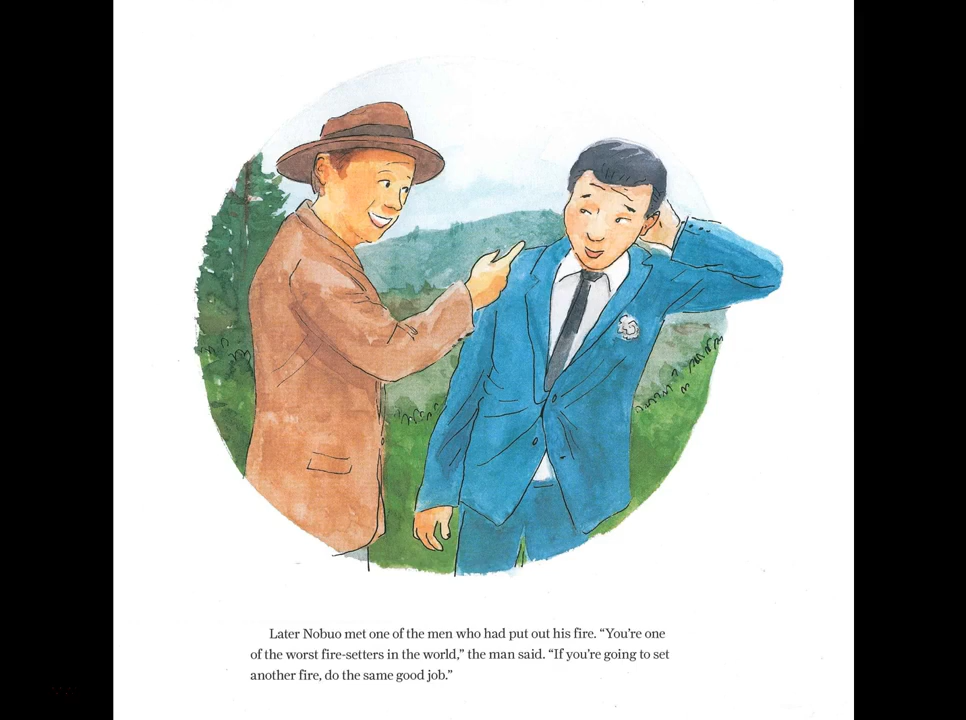 Later Nobuo met one of the men who had put out his fire. “You’re one
of the worst fire-setters in the world,” the man said. “If you’re going to set
another fire, do the same good job.”